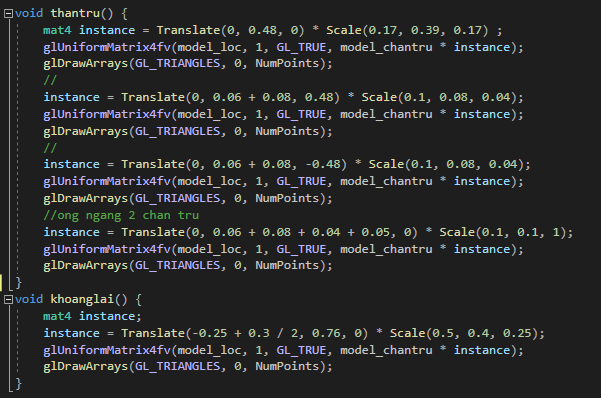 void thantru() {
    mat4 instance = Translate(0, 0.48, 0) * Scale(0.17, 0.39, 0.17) ;
    glUniformMatrix4fv(model_loc, 1, GL_TRUE, model_chantru * instance);
    glDrawArrays(GL_TRIANGLES, 0, NumPoints);
    //
    instance = Translate(0, 0.06 + 0.08, 0.48) * Scale(0.1, 0.08, 0.04);
    glUniformMatrix4fv(model_loc, 1, GL_TRUE, model_chantru * instance);
    glDrawArrays(GL_TRIANGLES, 0, NumPoints);
    //
    instance = Translate(0, 0.06 + 0.08, -0.48) * Scale(0.1, 0.08, 0.04);
    glUniformMatrix4fv(model_loc, 1, GL_TRUE, model_chantru * instance);
    glDrawArrays(GL_TRIANGLES, 0, NumPoints);
    //ong ngang 2 chan tru
    instance = Translate(0, 0.06 + 0.08 + 0.04 + 0.05, 0) * Scale(0.1, 0.1, 1);
    glUniformMatrix4fv(model_loc, 1, GL_TRUE, model_chantru * instance);
    glDrawArrays(GL_TRIANGLES, 0, NumPoints);
}
void khoanglai() {
    mat4 instance;
    instance = Translate(-0.25 + 0.3 / 2, 0.76, 0) * Scale(0.5, 0.4, 0.25);
    glUniformMatrix4fv(model_loc, 1, GL_TRUE, model_chantru * instance);
    glDrawArrays(GL_TRIANGLES, 0, NumPoints);
}